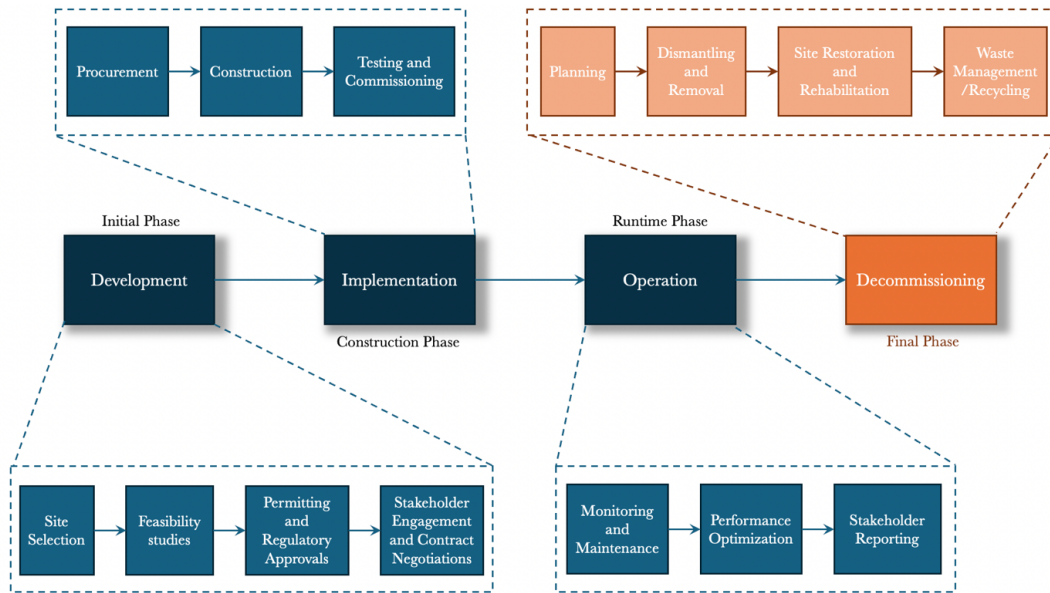 Procurement
Construction
Testing and
Commissioning
Planning
Dismantling
and
Removal
Site Restoration
and
Rehabilitation
Waste
Management
/Recycling
Initial Phase
Development
Implementation
Construction Phase
Runtime Phase
Operation
Decommissioning
Final Phase
Site
Selection
Feasibility
studies
Permitting
and
Regulatory
Approvals
Stakeholder
Engagement
and Contract
Negotiations
Monitoring
and
Maintenance
Performance
Optimization
Stakeholder
Reporting